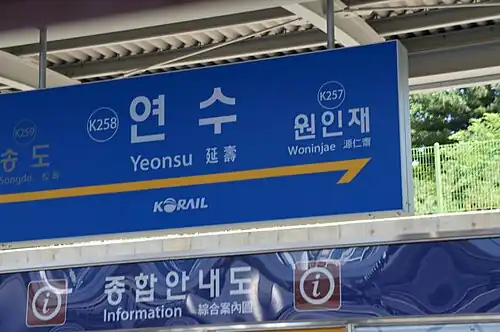 K259
송도
Songdo 松島
K258
연수
Yeonsu 延壽
K257
원인재
Woninjae 源仁齋
KORAIL
i 종합안내도 i
Information 綜合案內圖